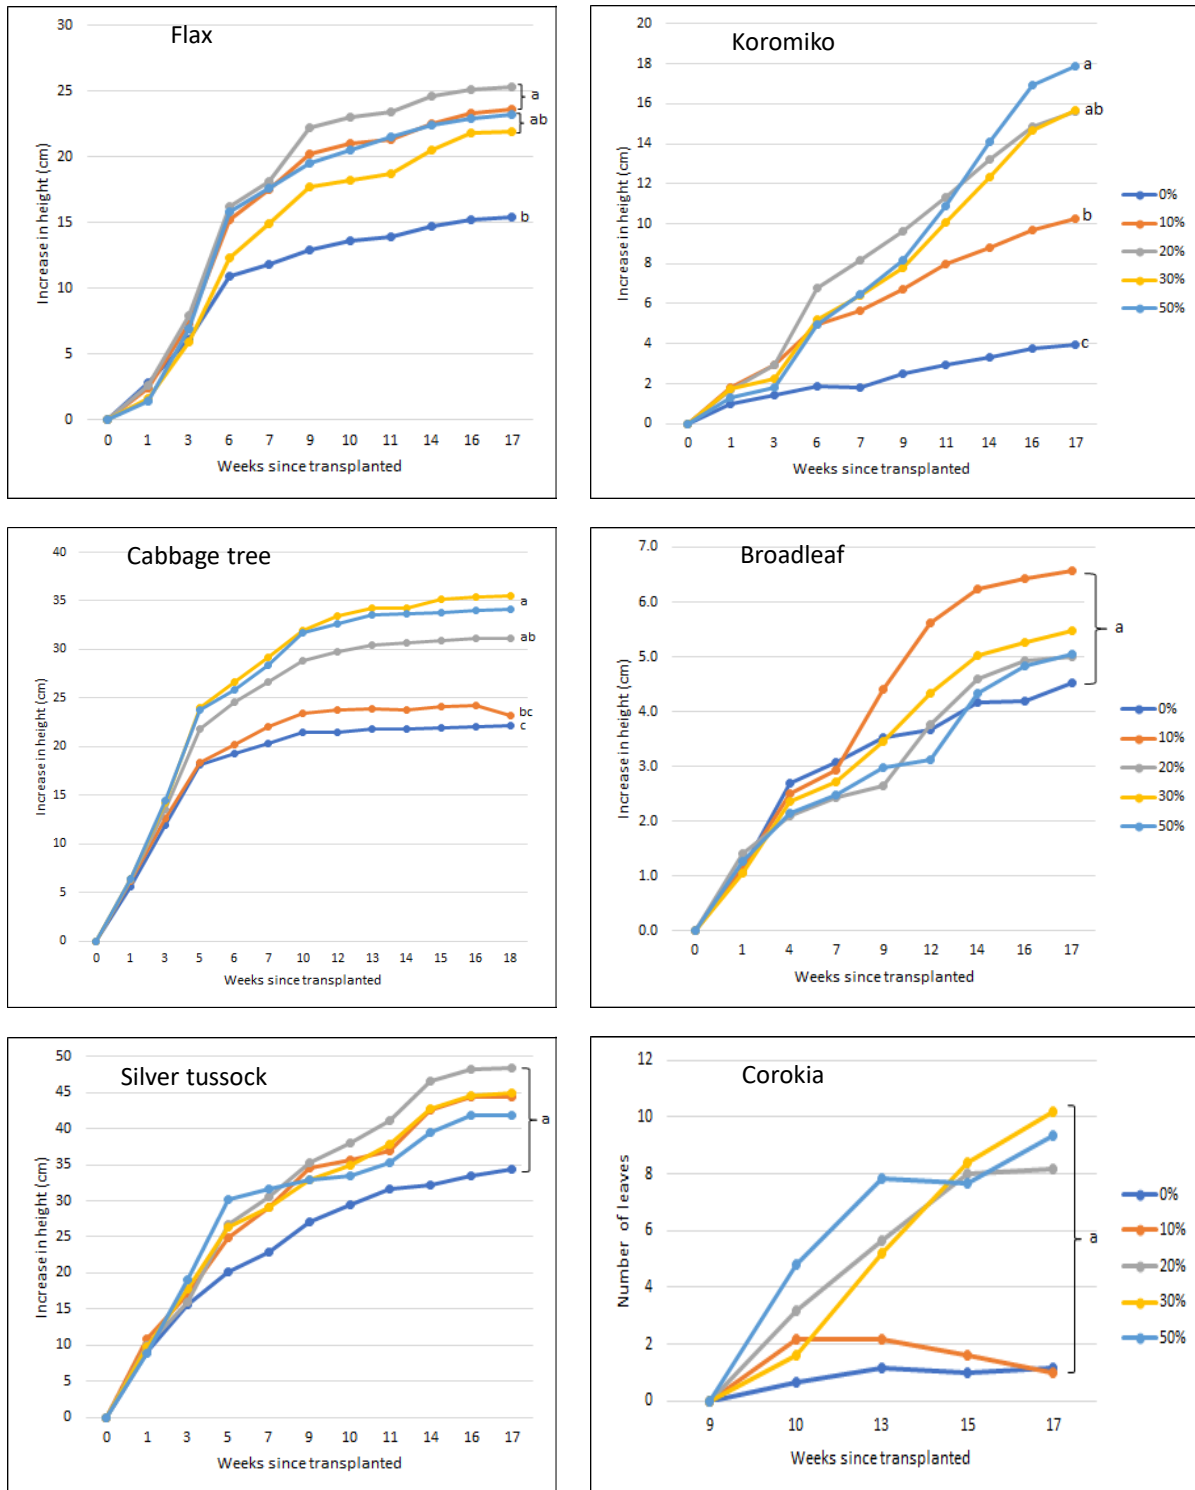 Flax
30
25
20
15
10
5
0
Increase in height (cm)
a
ab
b
0 1 3 6 7 9 10 11 14 16 17
Weeks since transplanted
Koromiko
20
18
16
14
12
10
8
6
4
2
0
Increase in height (cm)
a
ab
b
c
0 1 3 6 7 9 11 14 16 17
Weeks since transplanted
0%
10%
20%
30%
50%
Cabbage tree
40
35
30
25
20
15
10
5
0
Increase in height (cm)
a
ab
bc
c
0 1 3 5 6 7 10 12 13 14 15 16 18
Weeks since transplanted
Broadleaf
7.0
6.0
5.0
4.0
3.0
2.0
1.0
0.0
Increase in height (cm)
a
0 1 4 7 9 12 14 16 17
Weeks since transplanted
0%
10%
20%
30%
50%
Silver tussock
50
45
40
35
30
25
20
15
10
5
0
Increase in height (cm)
a
0 1 3 5 7 9 10 11 14 16 17
Weeks since transplanted
Corokia
12
10
8
6
4
2
0
Number of leaves
a
9 10 13 15 17
Weeks since transplanted
0%
10%
20%
30%
50%